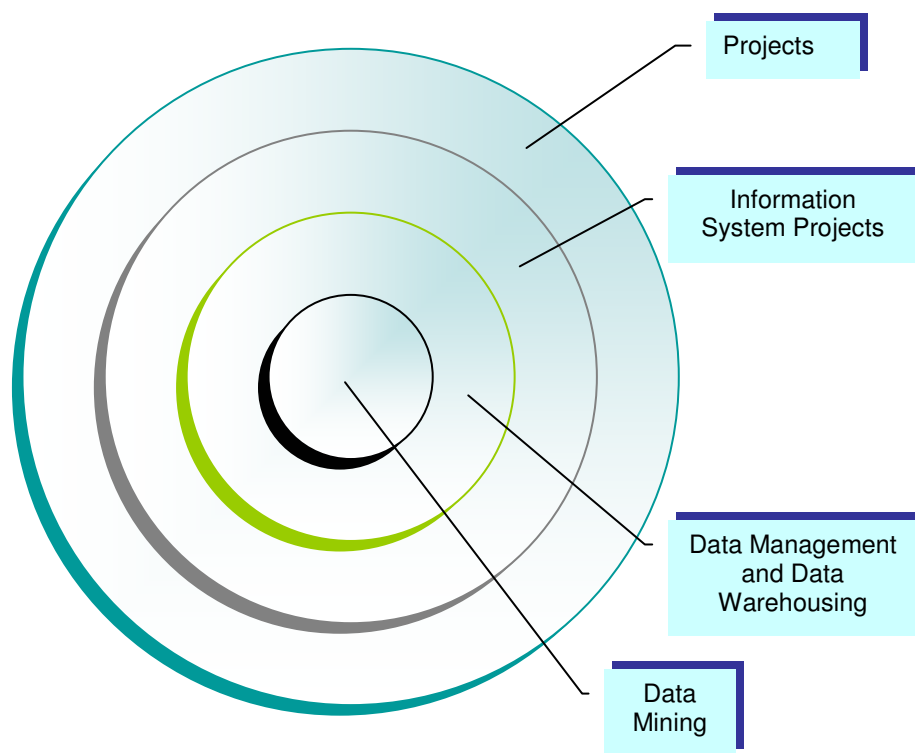 Projects
Information
System Projects
Data Management
and Data
Warehousing
Data
Mining